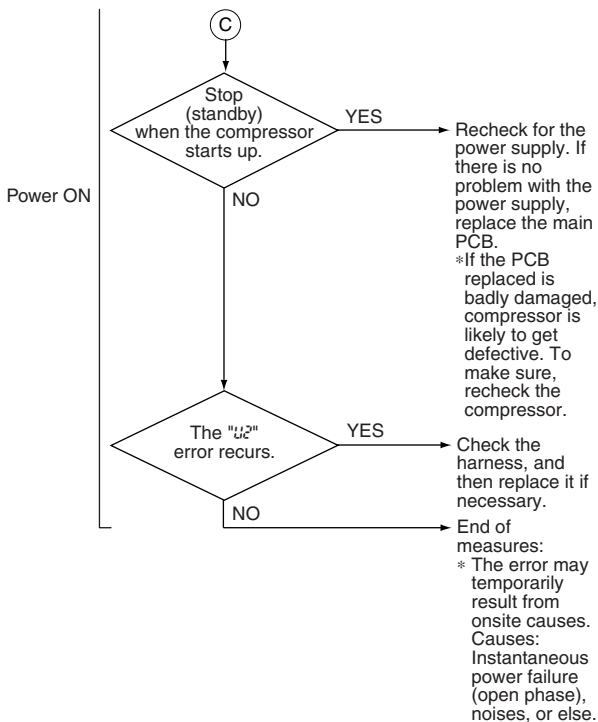 C
Stop
(standby)
when the compressor
starts up.
YES
Recheck for the
power supply. If
there is no
problem with the
power supply,
replace the main
PCB.
*If the PCB
replaced is
badly damaged,
compressor is
likely to get
defective. To
make sure,
recheck the
compressor.
Power ON
NO
The "U2"
error recurs.
YES
Check the
harness, and
then replace it if
necessary.
NO
End of
measures:
* The error may
temporarily
result from
onsite causes.
Causes:
Instantaneous
power failure
(open phase),
noises, or else.